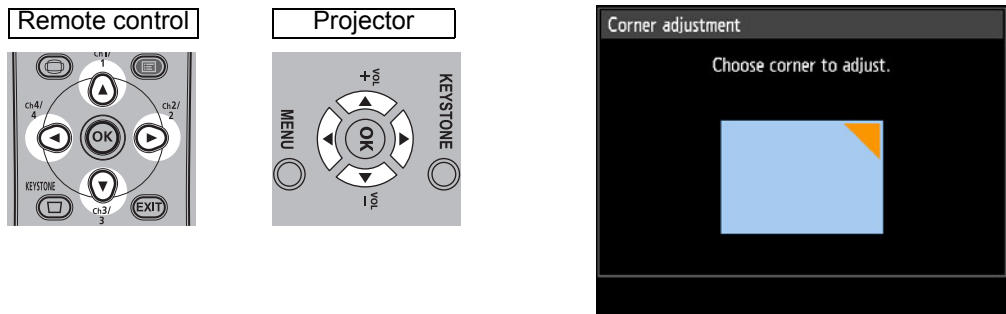 Remote control
Projector
Ch1/
1
Ch4/
4
Ch2/
2
OK
KEYSTONE
Ch3/
3
EXIT
VOL
+
KEYSTONE
MENU
OK
VOL
−
Corner adjustment
Choose corner to adjust.